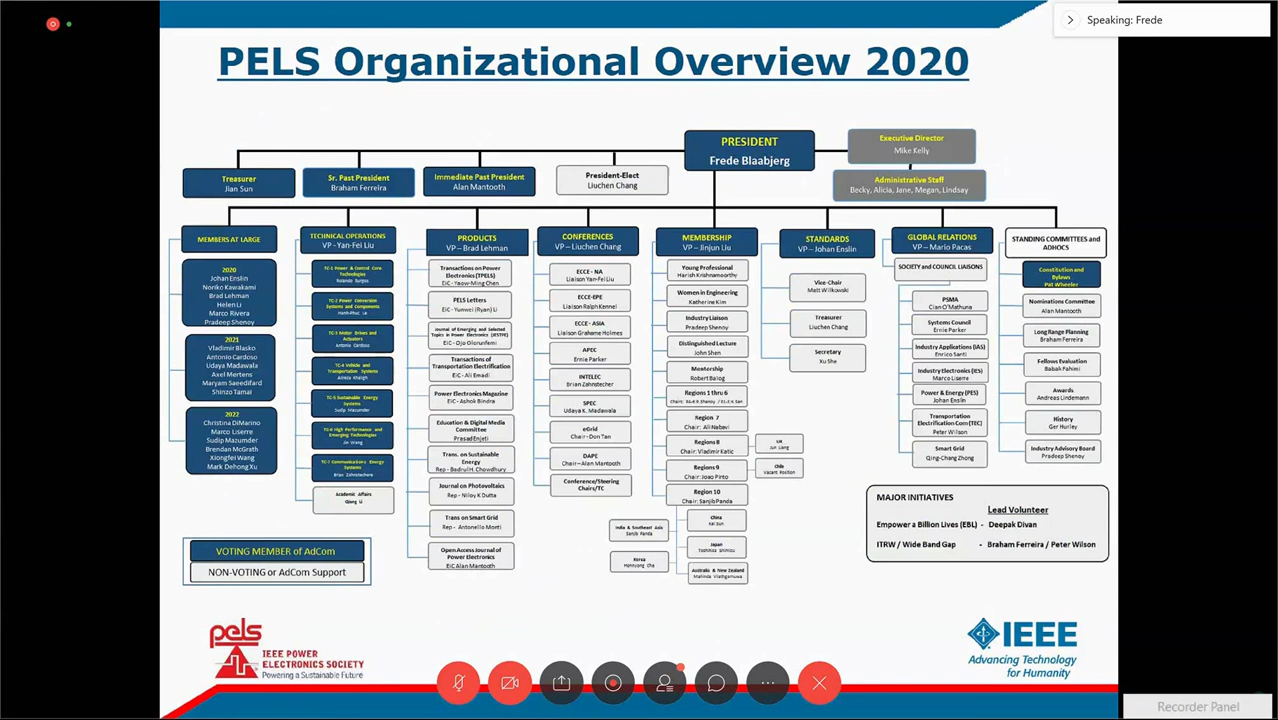 Speaking: Frede
PELS Organizational Overview 2020
PRESIDENT
Frede Blaabjerg
Executive Director
Mike Kelly
Administrative Staff
Becky, Alicia, Jane, Megan, Lindsay
Treasurer
Jian Sun
Sr. Past President
Braham Ferreira
Immediate Past President
Alan Mantooth
President-Elect
Liuchen Chang
MEMBERS AT LARGE
2020
Johan Enslin
Noriko Kawakami
Brad Lehman
Helen Li
Marco Rivera
Pradeep Shenoy
2021
Vladimir Blasko
Antonio Cardoso
Udaya Madawala
Axel Mertens
Maryam Saeedifard
Shinzo Tamai
2022
Christina DiMarino
Marco Liserre
Sudip Mazumder
Brendan McGrath
Xiongfei Wang
Mark Dehong Xu
TECHNICAL OPERATIONS
VP - Yan-Fei Liu
TC-1 Power & Control Core
Technologies
Rolando Burgos
TC-2 Power Conversion
Systems and Components
TC-3 Motor Drives and
Actuators
Antonio Cardoso
TC-4 Vehicle and
Transportation Systems
Alireza Khaligh
TC-5 Sustainable Energy
Systems
Sudip Mazumder
TC-6 High Performance and
Emerging Technologies
Jin Wang
TC-7 Communications Energy
Systems
Brian Zahnstecher
Academic Affairs
Qiang Li
PRODUCTS
VP – Brad Lehman
Transactions on Power
Electronics (TPELS)
EiC - Yaow-Ming Chen
PELS Letters
EiC - Yunwei (Ryan) Li
Journal of Emerging and Selected
Topics in Power Electronics (JESTPE)
EiC - Ojo Olorunfemi
Transactions of
Transportation Electrification
EiC - Ali Emadi
Power Electronics Magazine
EiC - Ashok Bindra
Education & Digital Media
Committee
Prasad Enjeti
Trans. on Sustainable
Energy
Rep - Bedrul H. Chowdhury
Journal on Photovoltaics
Rep - Niloy K Dutta
Trans on Smart Grid
Rep - Antonello Monti
Open Access Journal of
Power Electronics
EiC Alan Mantooth
CONFERENCES
VP – Liuchen Chang
ECCE - NA
Liaison Yan-Fei Liu
ECCE-EPE
Liaison Ralph Kennel
ECCE - ASIA
Liaison Grahame Holmes
APEC
Ernie Parker
INTELEC
Brian Zahnstecher
SPEC
Udaya K. Madawala
eGrid
Chair - Don Tan
DAPE
Chair – Alan Mantooth
Conference/Steering
Chairs/TC
MEMBERSHIP
VP – Jinjun Liu
Young Professional
Harish Krishnamoorthy
Women in Engineering
Katherine Kim
Industry Liaison
Pradeep Shenoy
Distinguished Lecture
John Shen
Mentorship
Robert Balog
Regions 1 thru 6
Region 7
Chair: Ali Nabavi
Regions 8
Chair: Vladimir Katic
UK
Jun Liang
Regions 9
Chair: Joao Pinto
Chile
Vacant Position
Region 10
Chair: Sanjib Panda
India & Southeast Asia
Sanjib Panda
China
Kai Sun
Japan
Toshihisa Shimizu
Korea
Honnyong Cha
Australia & New Zealand
Mahinda Vilathgamuwa
STANDARDS
VP – Johan Enslin
Vice-Chair
Matt Wilkowski
Treasurer
Liuchen Chang
Secretary
Xu She
GLOBAL RELATIONS
VP – Mario Pacas
SOCIETY and COUNCIL LIAISONS
PSMA
Cian O'Mathuna
Systems Council
Ernie Parker
Industry Applications (IAS)
Enrico Santi
Industry Electronics (IES)
Marco Liserre
Power & Energy (PES)
Johan Enslin
Transportation
Electrification Com (TEC)
Peter Wilson
Smart Grid
Qing-Chang Zhong
STANDING COMMITTEES and
ADHOCS
Constitution and
Bylaws
Pat Wheeler
Nominations Committee
Alan Mantooth
Long Range Planning
Braham Ferreira
Fellows Evaluation
Babak Fahimi
Awards
Andreas Lindemann
History
Ger Hurley
Industry Advisory Board
Pradeep Shenoy
MAJOR INITIATIVES
Lead Volunteer
Empower a Billion Lives (EBL) - Deepak Divan
ITRW / Wide Band Gap - Braham Ferreira / Peter Wilson
VOTING MEMBER of AdCom
NON-VOTING or AdCom Support
pels
IEEE POWER
ELECTRONICS SOCIETY
Powering a Sustainable Future
IEEE
Advancing Technology
for Humanity
Recorder Panel